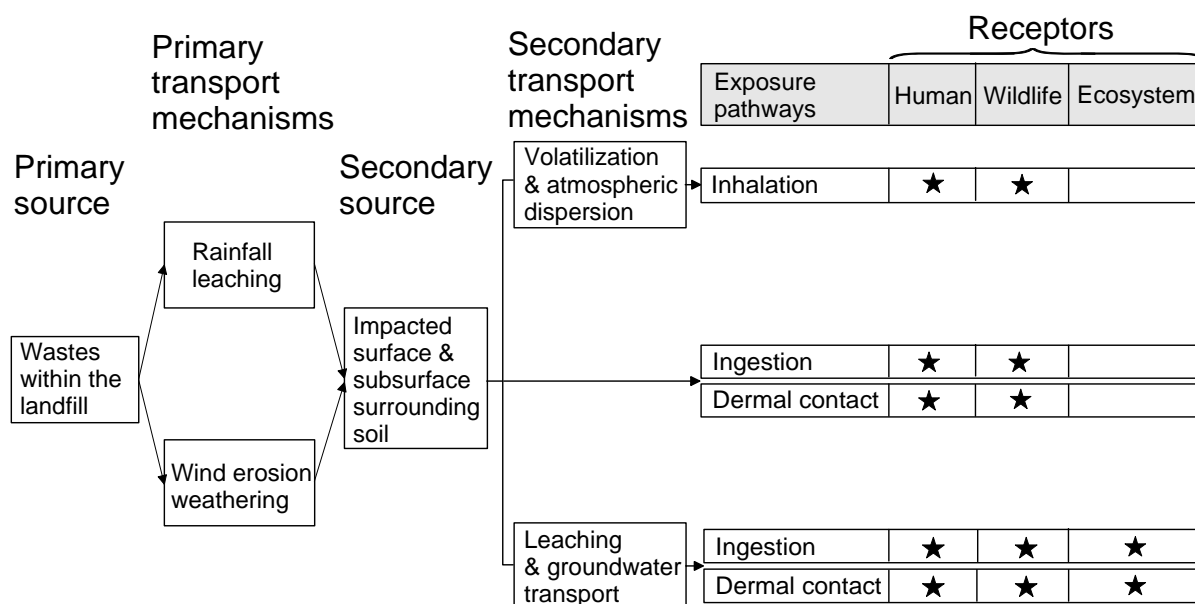 Primary
source
Wastes
within the
landfill
Primary
transport
mechanisms
Rainfall
leaching
Wind erosion
weathering
Secondary
source
Impacted
surface &
subsurface
surrounding
soil
Secondary
transport
mechanisms
Volatilization
& atmospheric
dispersion
Leaching
& groundwater
transport
Receptors
Exposure
pathways
Human
Wildlife
Ecosystem
Inhalation
Ingestion
Dermal contact
Ingestion
Dermal contact